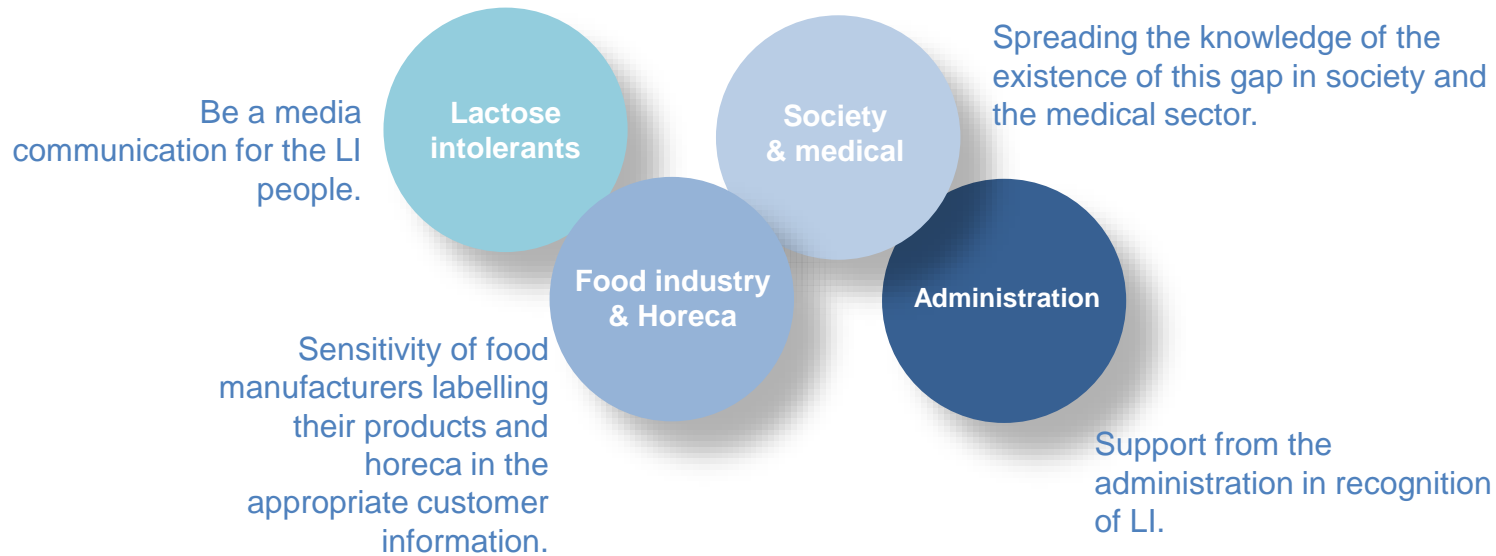 Be a media
communication for the LI
people.
Lactose
intolerants
Society
& medical
Spreading the knowledge of the
existence of this gap in society and
the medical sector.
Food industry
& Horeca
Sensitivity of food
manufacturers labelling
their products and
horeca in the
appropriate customer
information.
Administration
Support from the
administration in recognition
of LI.